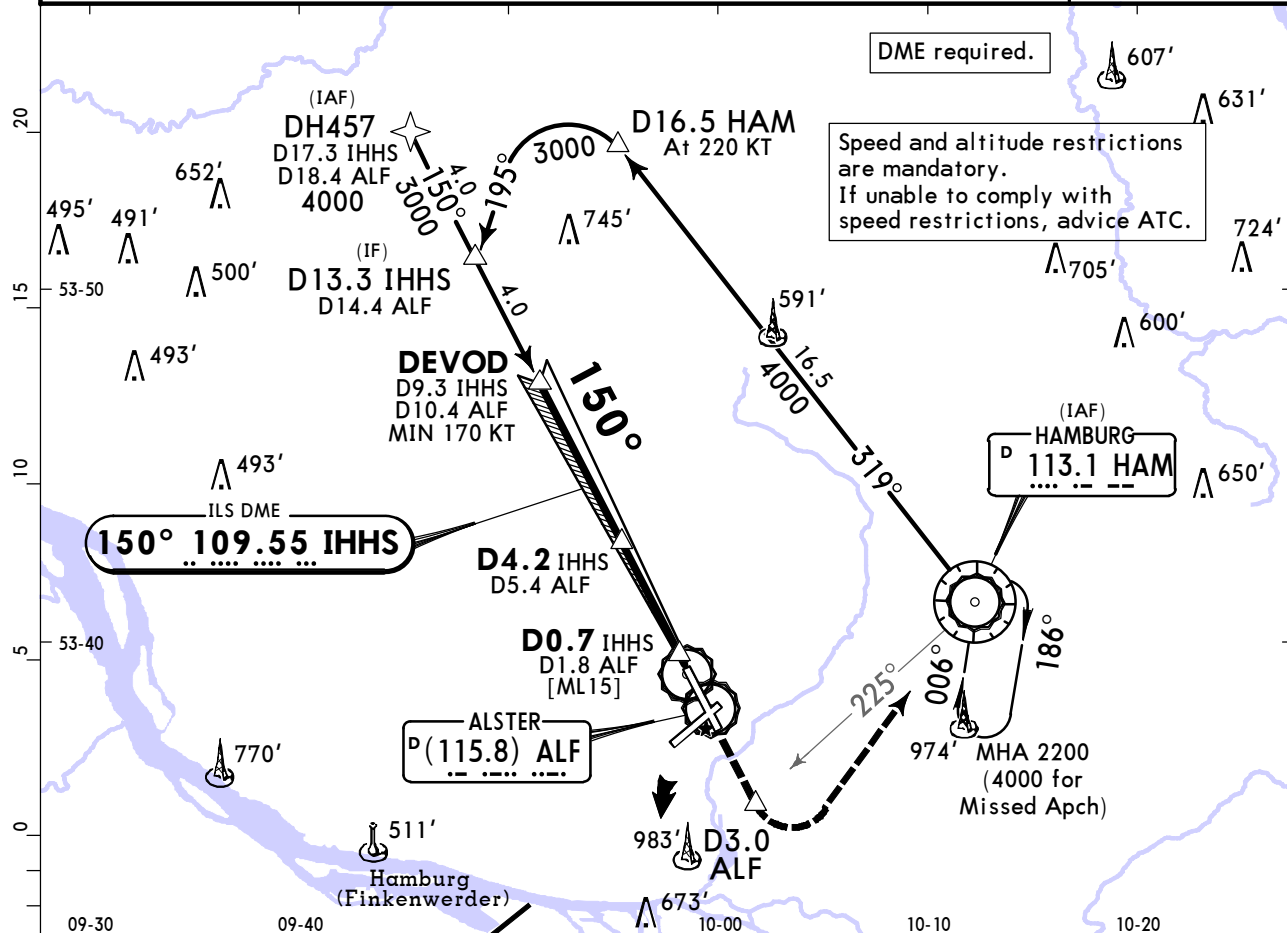 DME required.
607′
631′
20
(IAF)
DH457
D17.3 IHHS
D18.4 ALF
4000
4.0
150°
3000
195°
3000
D16.5 HAM
At 220 KT
Speed and altitude restrictions
are mandatory.
If unable to comply with
speed restrictions, advice ATC.
652′
495′
491′
745′
724′
705′
500′
(IF)
D13.3 IHHS
D14.4 ALF
4.0
15
53-50
591′
600′
16.5
4000
319°
493′
DEVOD
D9.3 IHHS
D10.4 ALF
MIN 170 KT
150°
(IAF)
HAMBURG
D 113.1 HAM
10
493′
650′
ILS DME
150° 109.55 IHHS
D4.2 IHHS
D5.4 ALF
53-40
5
D0.7 IHHS
D1.8 ALF
[ML15]
225°
006°
186°
ALSTER
D (115.8) ALF
974′
MHA 2200
(4000 for
Missed Apch)
770′
0
511′
983′
D3.0
ALF
Hamburg
(Finkenwerder)
673′
09-30
09-40
10-00
10-10
10-20